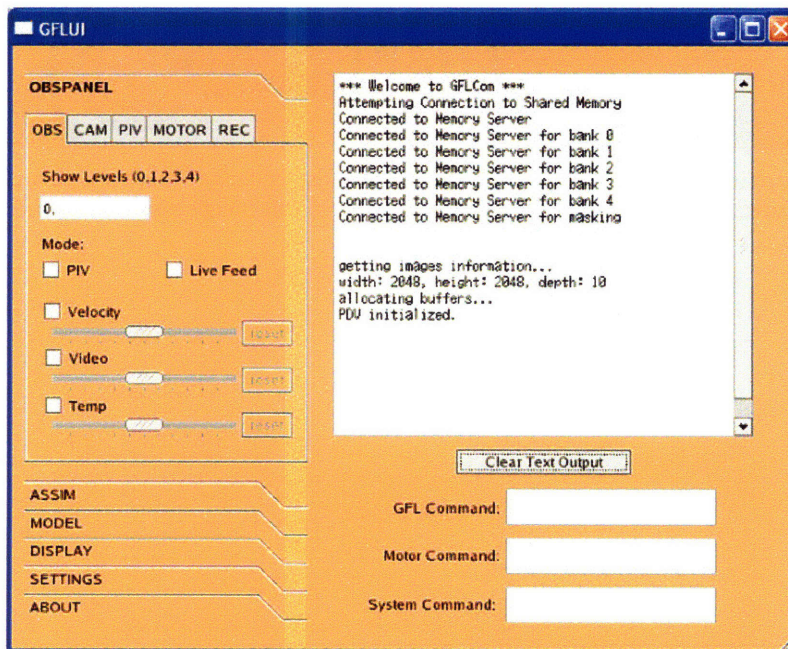 GFLUI
OBSPANEL
OBS CAM PIV MOTOR REC
Show Levels (0,1,2,3,4)
0,
Mode:
PIV Live Feed
Velocity
reset
Video
reset
Temp
reset
ASSIM
MODEL
DISPLAY
SETTINGS
ABOUT
*** Welcome to GFLCom ***
Attempting Connection to Shared Memory
Connected to Memory Server
Connected to Memory Server for bank 0
Connected to Memory Server for bank 1
Connected to Memory Server for bank 2
Connected to Memory Server for bank 3
Connected to Memory Server for bank 4
Connected to Memory Server for masking
getting images information...
width: 2048, height: 2048, depth: 10
allocating buffers...
PDV initialized.
Clear Text Output
GFL Command:
Motor Command:
System Command: